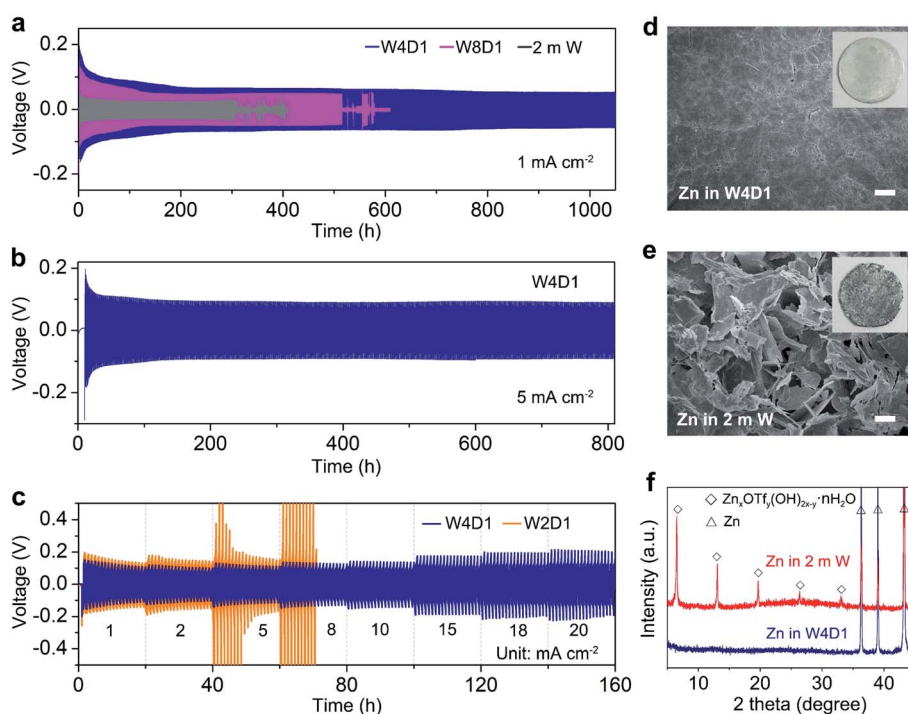 a
W4D1 W8D1 2 m W
0.2
0.0
-0.2
Voltage (V)
1 mA cm⁻²
0 200 400 600 800 1000
Time (h)
b
W4D1
0.2
0.0
-0.2
Voltage (V)
5 mA cm⁻²
0 200 400 600 800
Time (h)
c
W4D1 W2D1
0.4
0.2
0.0
-0.2
-0.4
Voltage (V)
1 2 5 8 10 15 18 20
Unit: mA cm⁻²
0 40 80 120 160
Time (h)
d
Zn in W4D1
e
Zn in 2 m W
f
ZnₓOTfᵧ(OH)₂ₓ₋ᵧ·nH₂O
Zn
Zn in 2 m W
Zn in W4D1
Intensity (a.u.)
10 20 30 40
2 theta (degree)